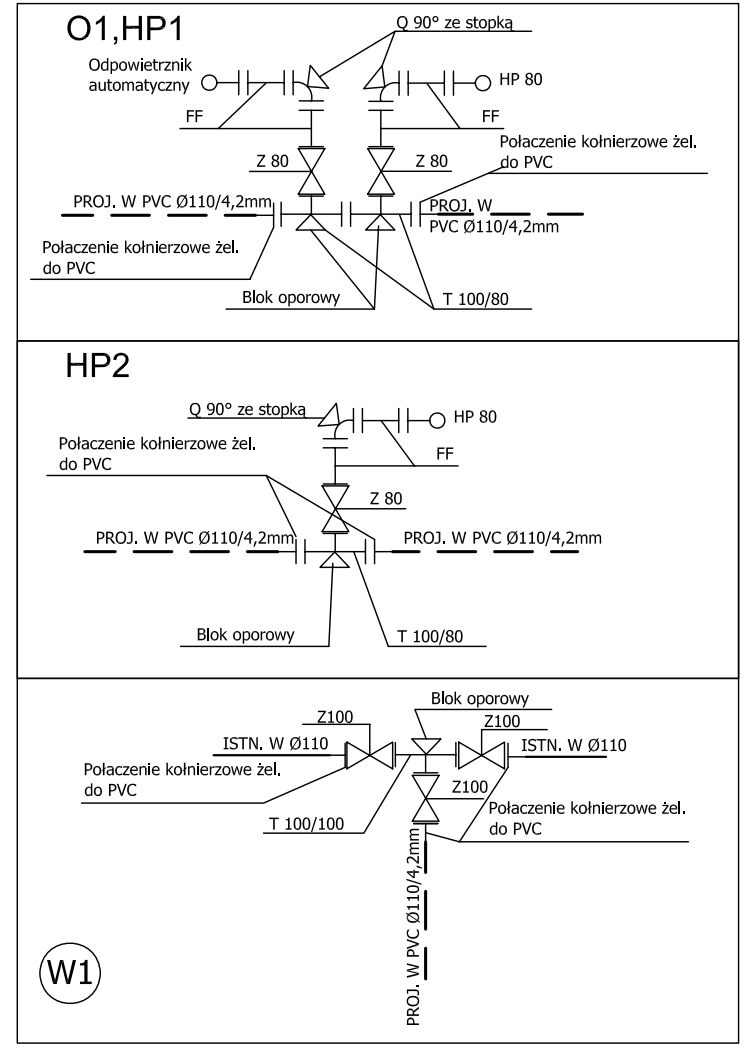 O1,HP1
Q 90° ze stopką
Odpowietrznik
automatyczny
HP 80
FF
FF
Połaczenie kołnierzowe żel.
do PVC
Z 80
Z 80
PROJ. W PVC Ø110/4,2mm
PROJ. W
PVC Ø110/4,2mm
Połaczenie kołnierzowe żel.
do PVC
Blok oporowy
T 100/80
HP2
Q 90° ze stopką
HP 80
Połaczenie kołnierzowe żel.
do PVC
FF
Z 80
PROJ. W PVC Ø110/4,2mm
PROJ. W PVC Ø110/4,2mm
Blok oporowy
T 100/80
Blok oporowy
Z100
Z100
ISTN. W Ø110
ISTN. W Ø110
Połaczenie kołnierzowe żel.
do PVC
Z100
Połaczenie kołnierzowe żel.
do PVC
T 100/100
PROJ. W PVC Ø110/4,2mm
W1